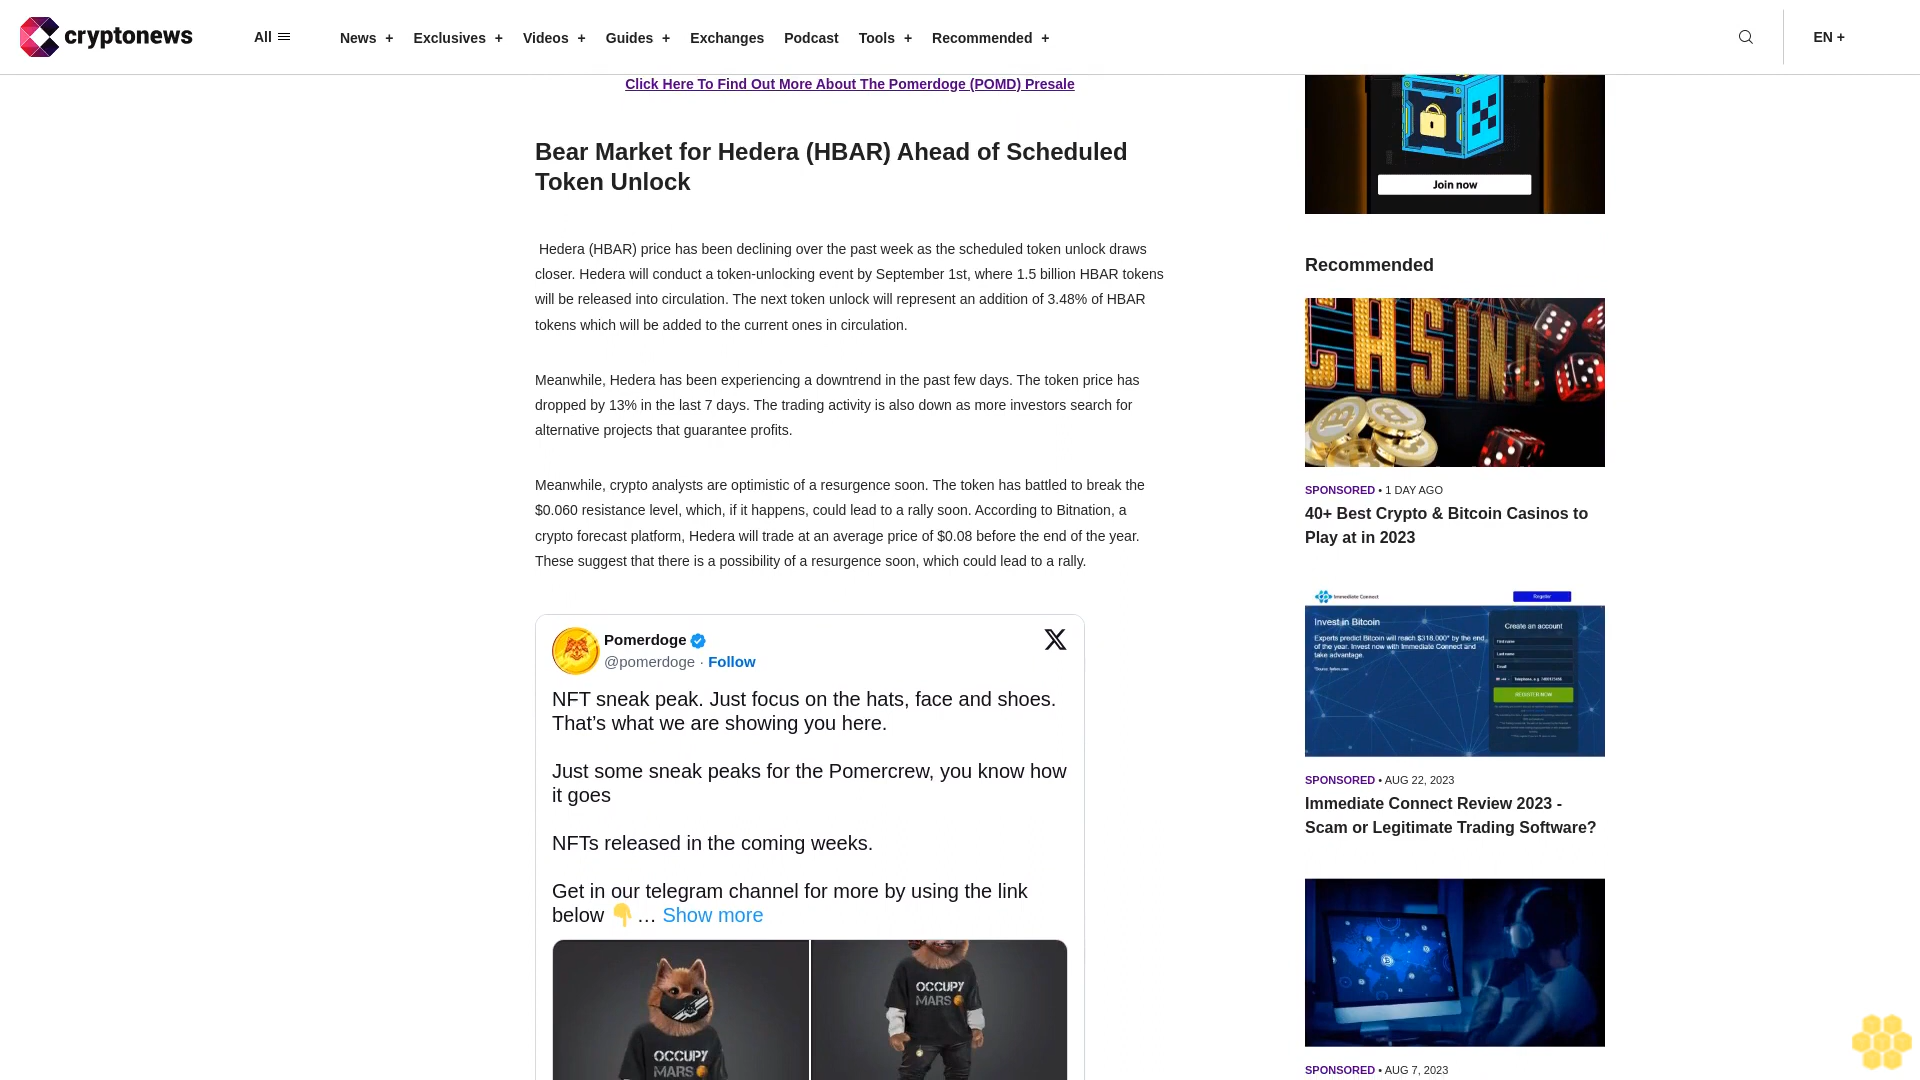 cryptonews
All
News +
Exclusives +
Videos +
Guides +
Exchanges
Podcast
Tools +
Recommended +
EN +
Click Here To Find Out More About The Pomerdoge (POMD) Presale
Bear Market for Hedera (HBAR) Ahead of Scheduled
Token Unlock
Hedera (HBAR) price has been declining over the past week as the scheduled token unlock draws
closer. Hedera will conduct a token-unlocking event by September 1st, where 1.5 billion HBAR tokens
will be released into circulation. The next token unlock will represent an addition of 3.48% of HBAR
tokens which will be added to the current ones in circulation.
Meanwhile, Hedera has been experiencing a downtrend in the past few days. The token price has
dropped by 13% in the last 7 days. The trading activity is also down as more investors search for
alternative projects that guarantee profits.
Meanwhile, crypto analysts are optimistic of a resurgence soon. The token has battled to break the
$0.060 resistance level, which, if it happens, could lead to a rally soon. According to Bitnation, a
crypto forecast platform, Hedera will trade at an average price of $0.08 before the end of the year.
These suggest that there is a possibility of a resurgence soon, which could lead to a rally.
Pomerdoge
@pomerdoge · Follow
NFT sneak peak. Just focus on the hats, face and shoes.
That's what we are showing you here.
Just some sneak peaks for the Pomercrew, you know how
it goes
NFTs released in the coming weeks.
Get in our telegram channel for more by using the link
below 👇 … Show more
OCCUPY
MARS
OCCUPY
MARS
Join now
Recommended
CASINO
SPONSORED • 1 DAY AGO
40+ Best Crypto & Bitcoin Casinos to
Play at in 2023
Immediate Connect
Register
Invest in Bitcoin
Experts predict Bitcoin will reach $318,000* by the end
of the year. Invest now with Immediate Connect and
take advantage.
Create an account
First name
Last name
Email
REGISTER NOW
SPONSORED • AUG 22, 2023
Immediate Connect Review 2023 -
Scam or Legitimate Trading Software?
SPONSORED • AUG 7, 2023